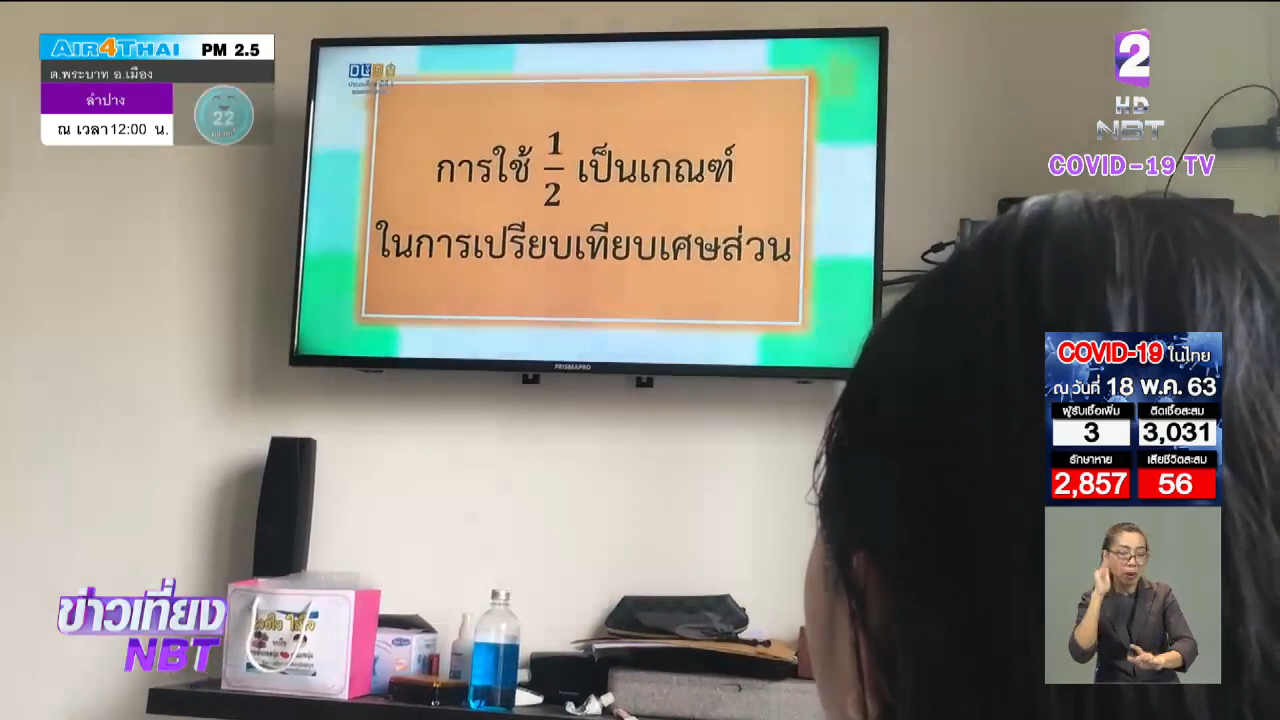 AIR4THAI PM 2.5
ต.พระบาท อ.เมือง
ลำปาง
22
ณ เวลา 12:00 น.
2
HD
NBT
COVID-19 TV
การใช้ 1/2 เป็นเกณฑ์
ในการเปรียบเทียบเศษส่วน
PRISMAPRO
COVID-19 ในไทย
ณ วันที่ 18 พ.ค. 63
ผู้รับเชื้อเพิ่ม ติดเชื้อสะสม
3 3,031
รักษาหาย เสียชีวิตสะสม
2,857 56
ข่าวเที่ยง
NBT